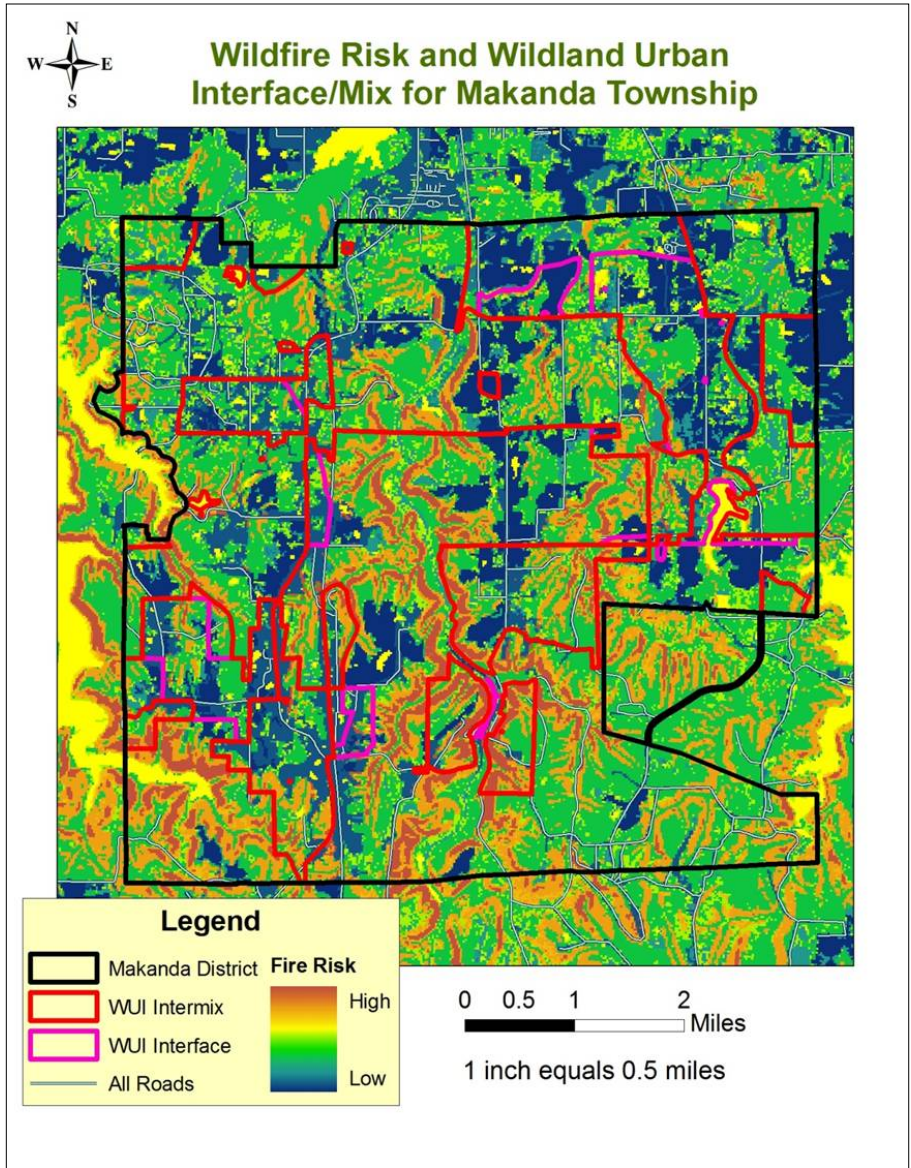 N
W E
S
Wildfire Risk and Wildland Urban
Interface/Mix for Makanda Township
Legend
Makanda District
WUI Intermix
WUI Interface
All Roads
Fire Risk
High
Low
0 0.5 1 2
Miles
1 inch equals 0.5 miles